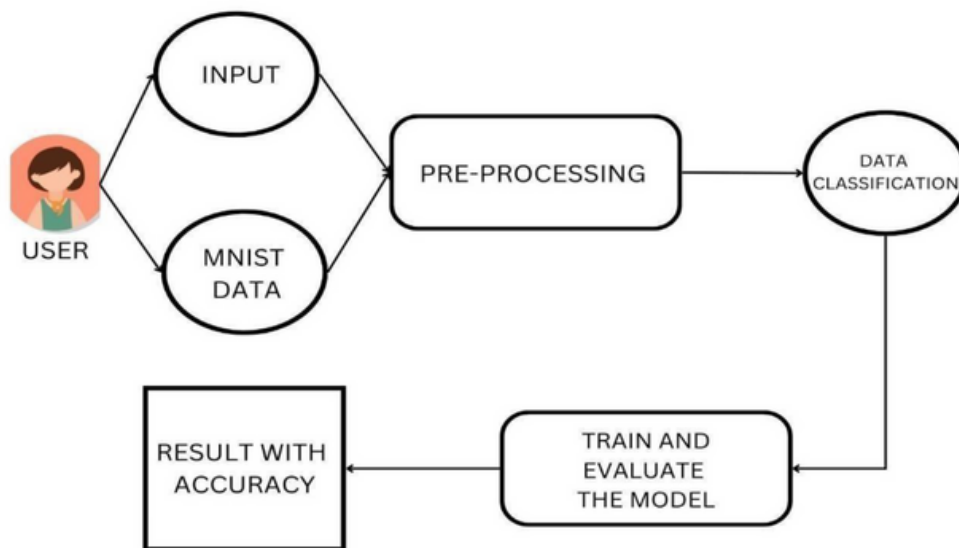 INPUT
USER
MNIST
DATA
PRE-PROCESSING
DATA
CLASSIFICATION
TRAIN AND
EVALUATE
THE MODEL
RESULT WITH
ACCURACY